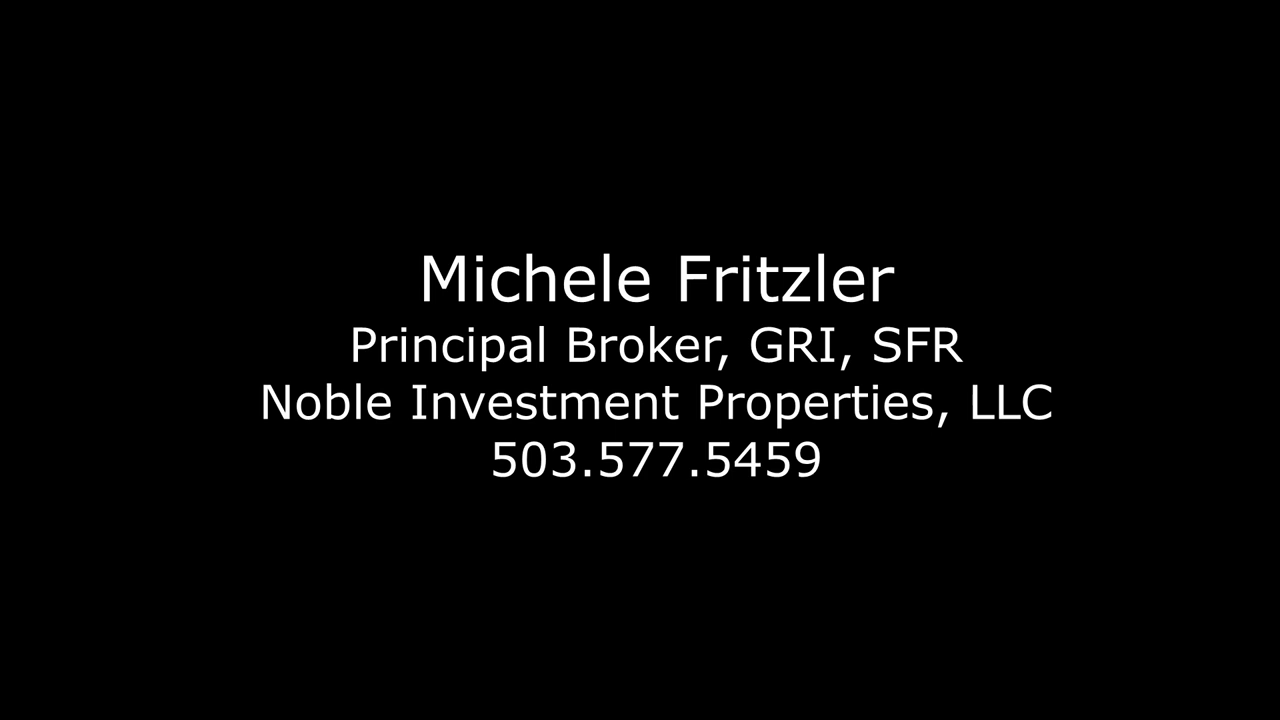 Michele Fritzler
Principal Broker, GRI, SFR
Noble Investment Properties, LLC
503.577.5459